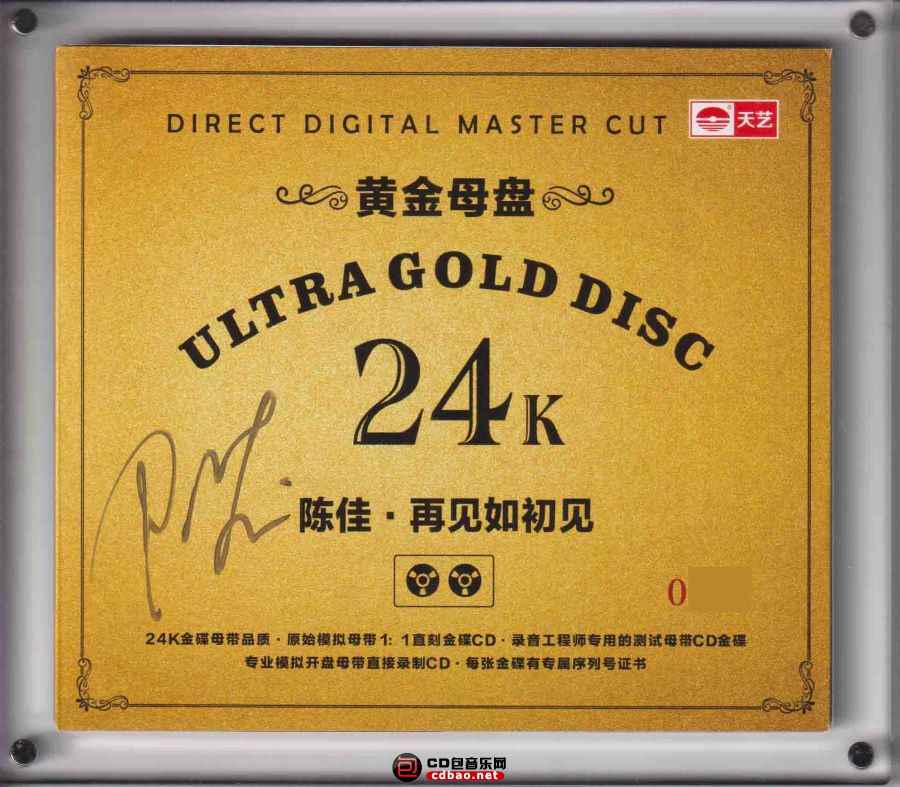 DIRECT DIGITAL MASTER CUT
天艺
黄金母盘
ULTRA GOLD DISC
24K
陈佳·再见如初见
0
24K金碟母带品质·原始模拟母带1:1直刻金碟CD·录音工程师专用的测试母带CD金碟
专业模拟开盘母带直接录制CD·每张金碟有专属序列号证书
CD包音乐网
cdbao.net